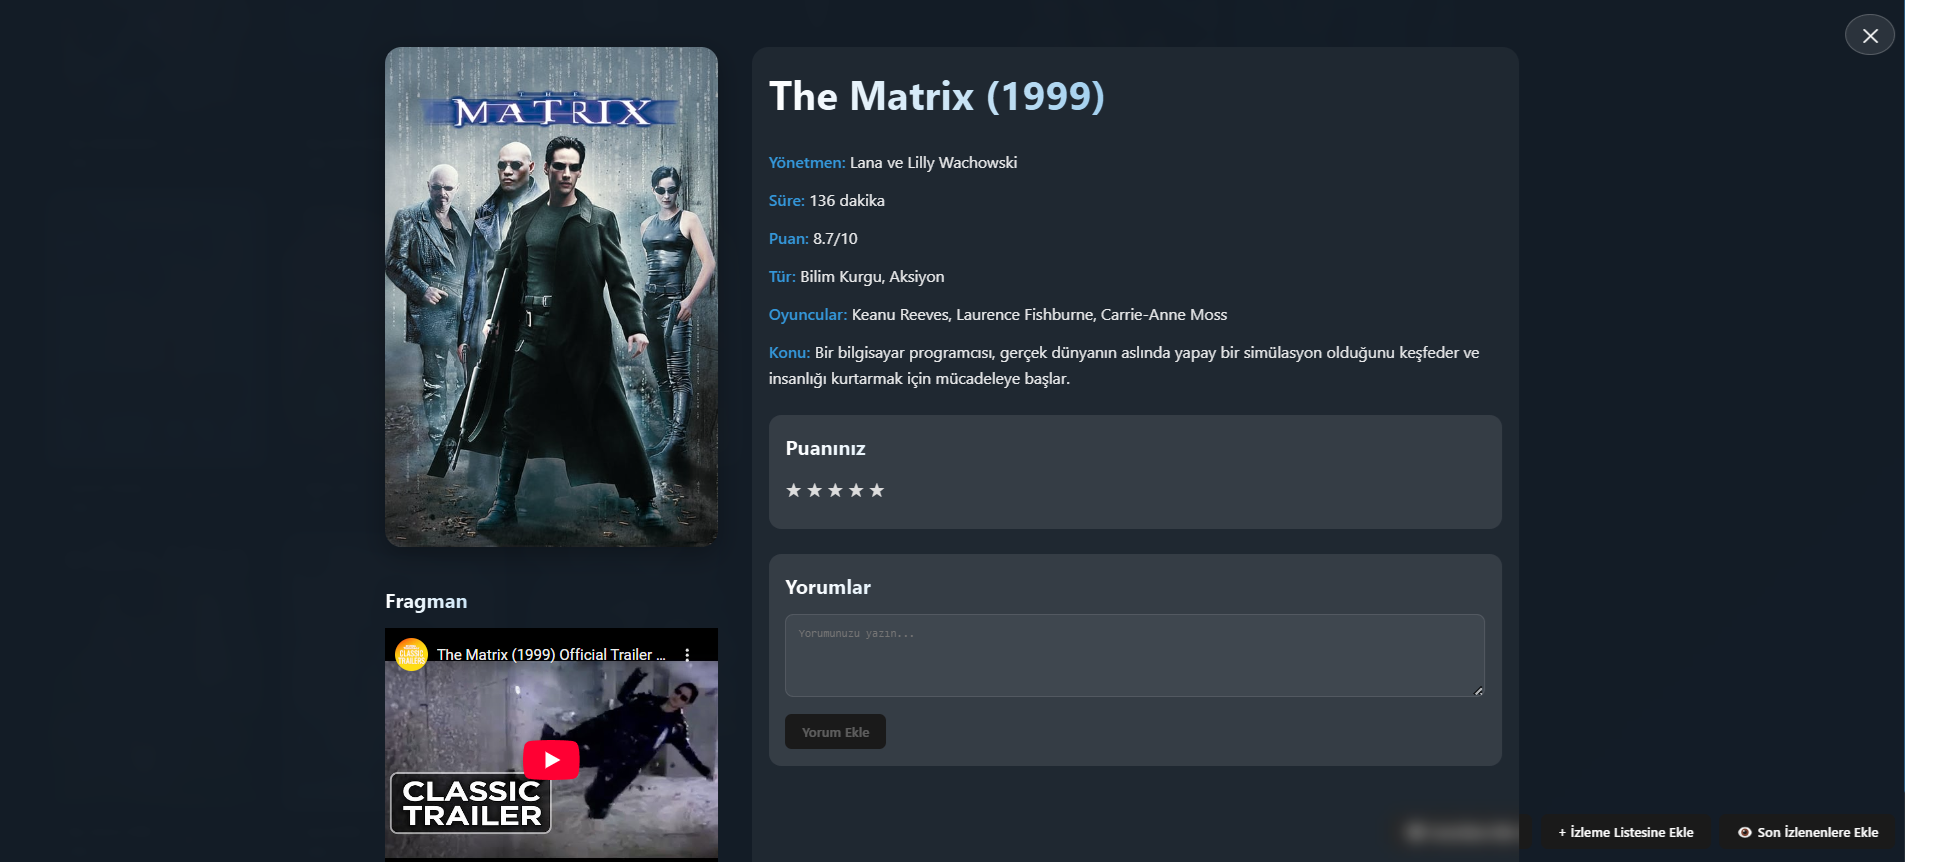 MATRIX
Fragman
CLASSIC TRAILERS
The Matrix (1999) Official Trailer ...
CLASSIC
TRAILER
The Matrix (1999)
Yönetmen: Lana ve Lilly Wachowski
Süre: 136 dakika
Puan: 8.7/10
Tür: Bilim Kurgu, Aksiyon
Oyuncular: Keanu Reeves, Laurence Fishburne, Carrie-Anne Moss
Konu: Bir bilgisayar programcısı, gerçek dünyanın aslında yapay bir simülasyon olduğunu keşfeder ve
insanlığı kurtarmak için mücadeleye başlar.
Puanınız
Yorumlar
Yorumunuzu yazın...
Yorum Ekle
+ İzleme Listesine Ekle
Son İzlenenlere Ekle